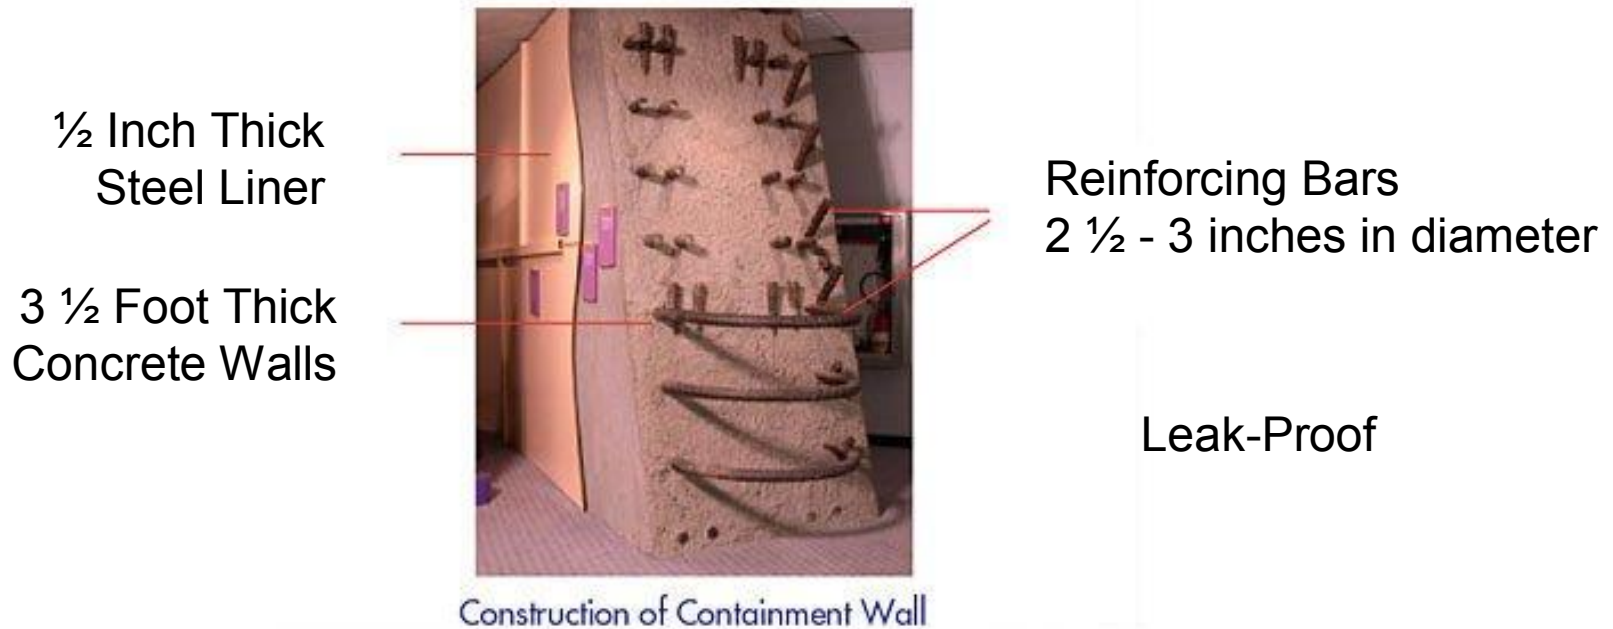 ½ Inch Thick
Steel Liner
3 ½ Foot Thick
Concrete Walls
Reinforcing Bars
2 ½ - 3 inches in diameter
Leak-Proof
Construction of Containment Wall